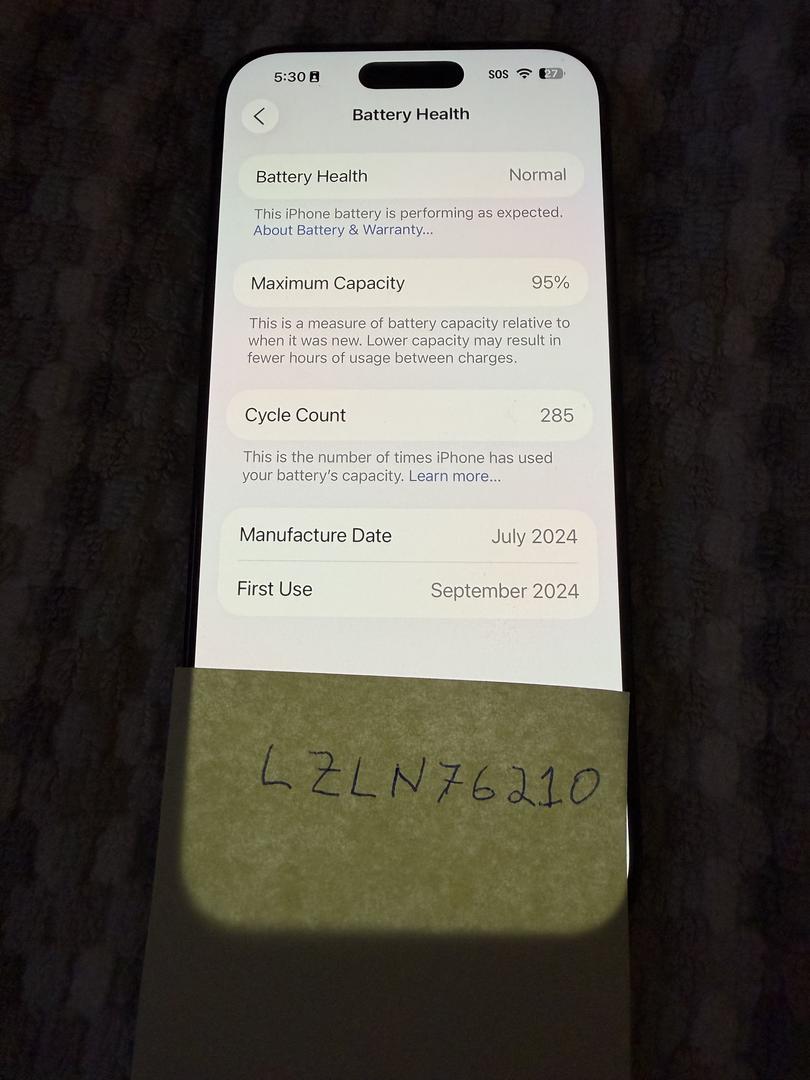 5:30 SOS 27
Battery Health
Battery Health Normal
This iPhone battery is performing as expected.
About Battery & Warranty...
Maximum Capacity 95%
This is a measure of battery capacity relative to
when it was new. Lower capacity may result in
fewer hours of usage between charges.
Cycle Count 285
This is the number of times iPhone has used
your battery's capacity. Learn more...
Manufacture Date July 2024
First Use September 2024
LZLN76210